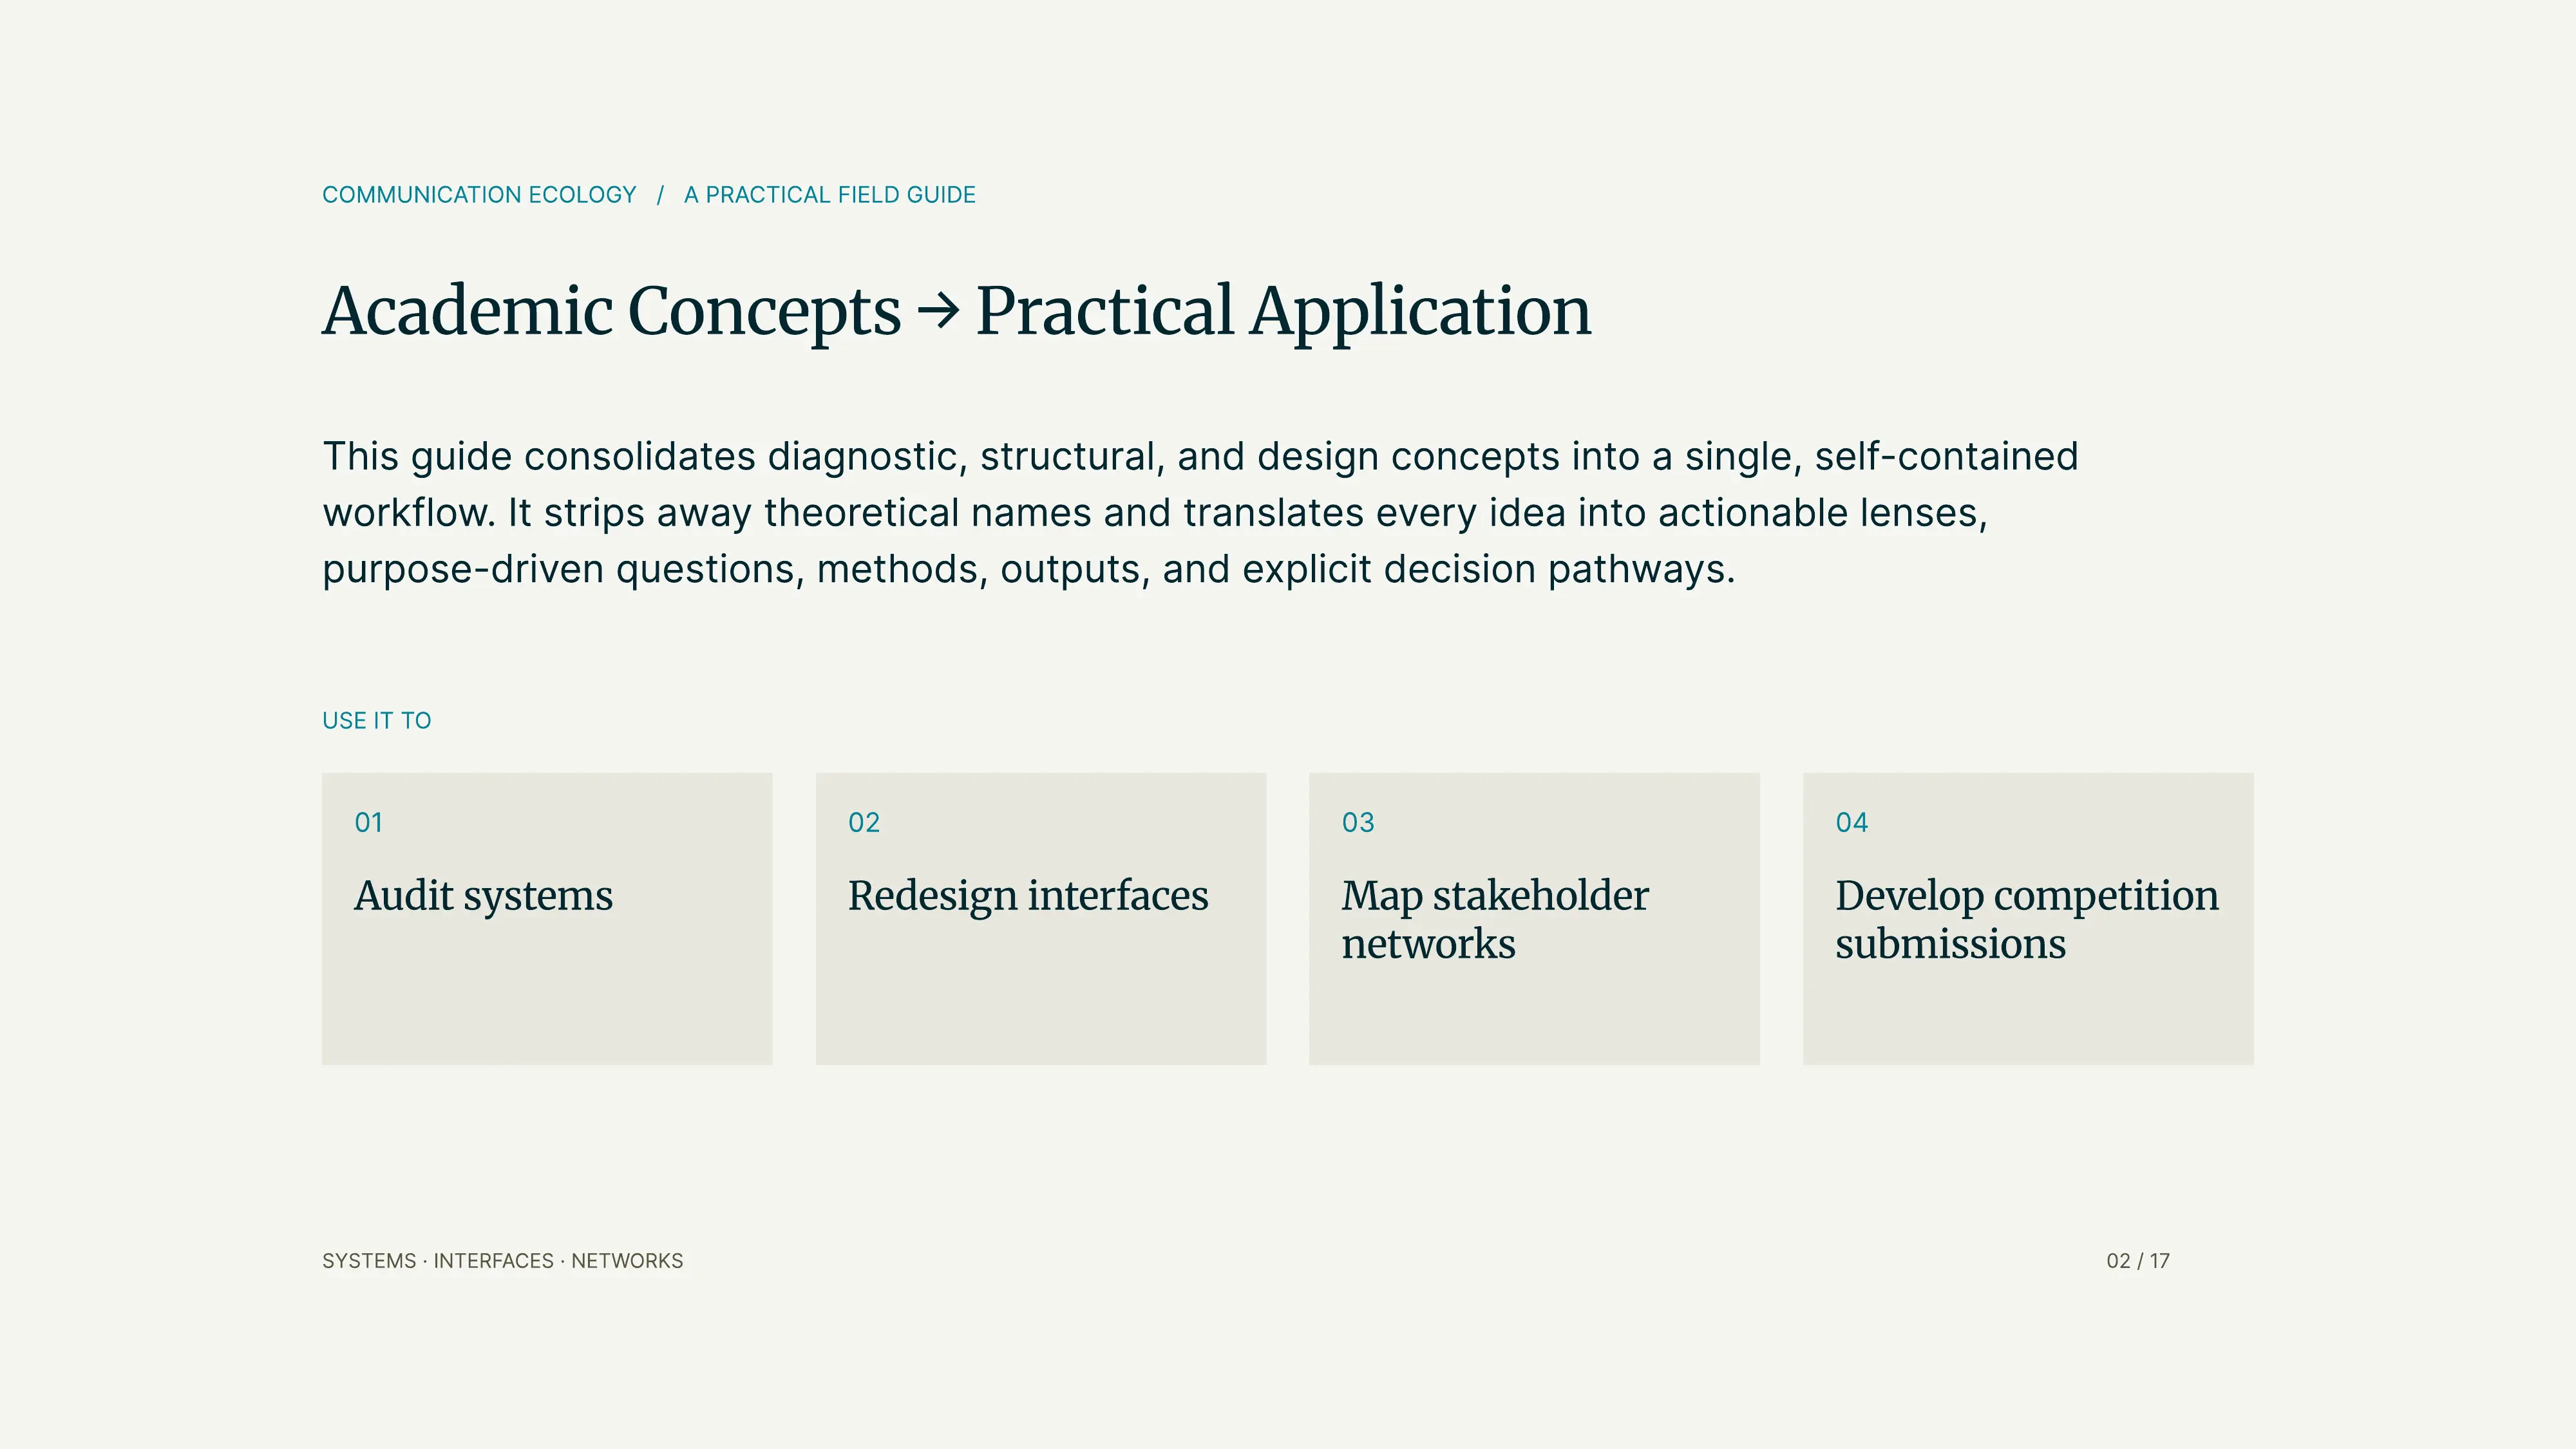 COMMUNICATION ECOLOGY / A PRACTICAL FIELD GUIDE
Academic Concepts → Practical Application
This guide consolidates diagnostic, structural, and design concepts into a single, self-contained
workflow. It strips away theoretical names and translates every idea into actionable lenses,
purpose-driven questions, methods, outputs, and explicit decision pathways.
USE IT TO
01
Audit systems
02
Redesign interfaces
03
Map stakeholder
networks
04
Develop competition
submissions
SYSTEMS · INTERFACES · NETWORKS
02 / 17